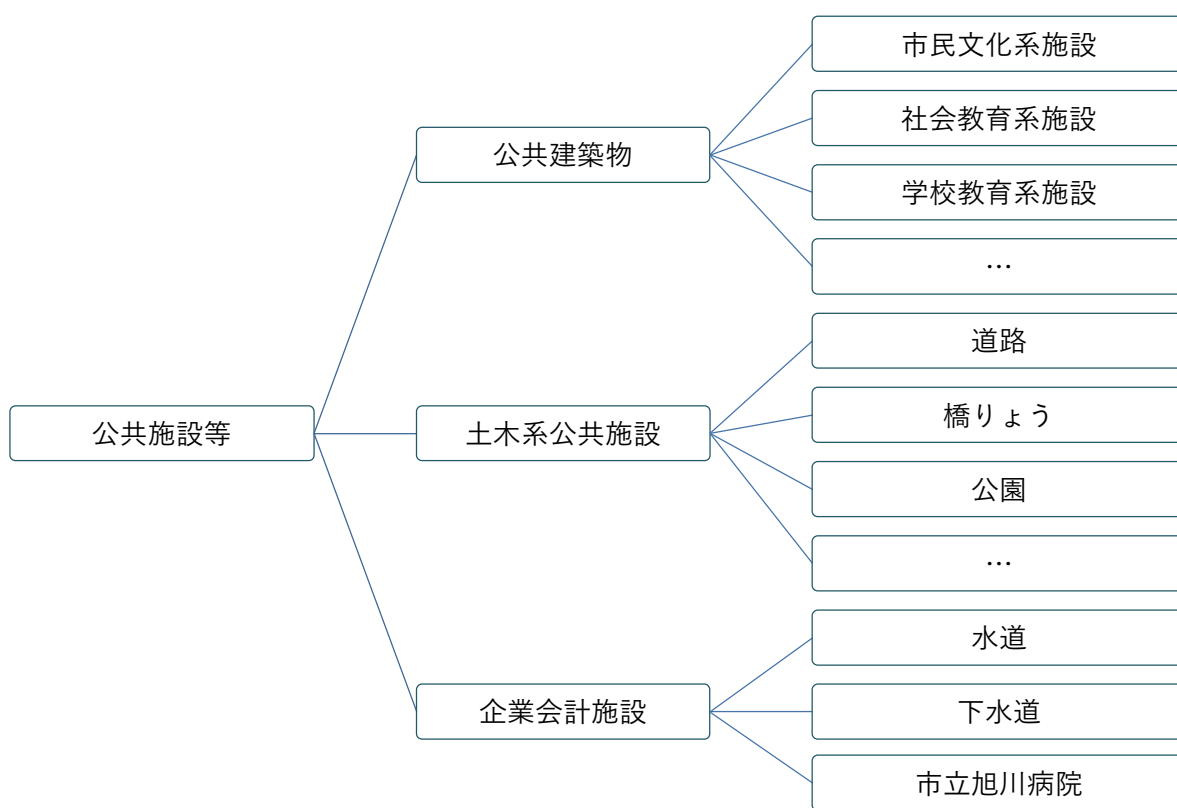 公共施設等
公共建築物
市民文化系施設
社会教育系施設
学校教育系施設
…
土木系公共施設
道路
橋りょう
公園
…
企業会計施設
水道
下水道
市立旭川病院